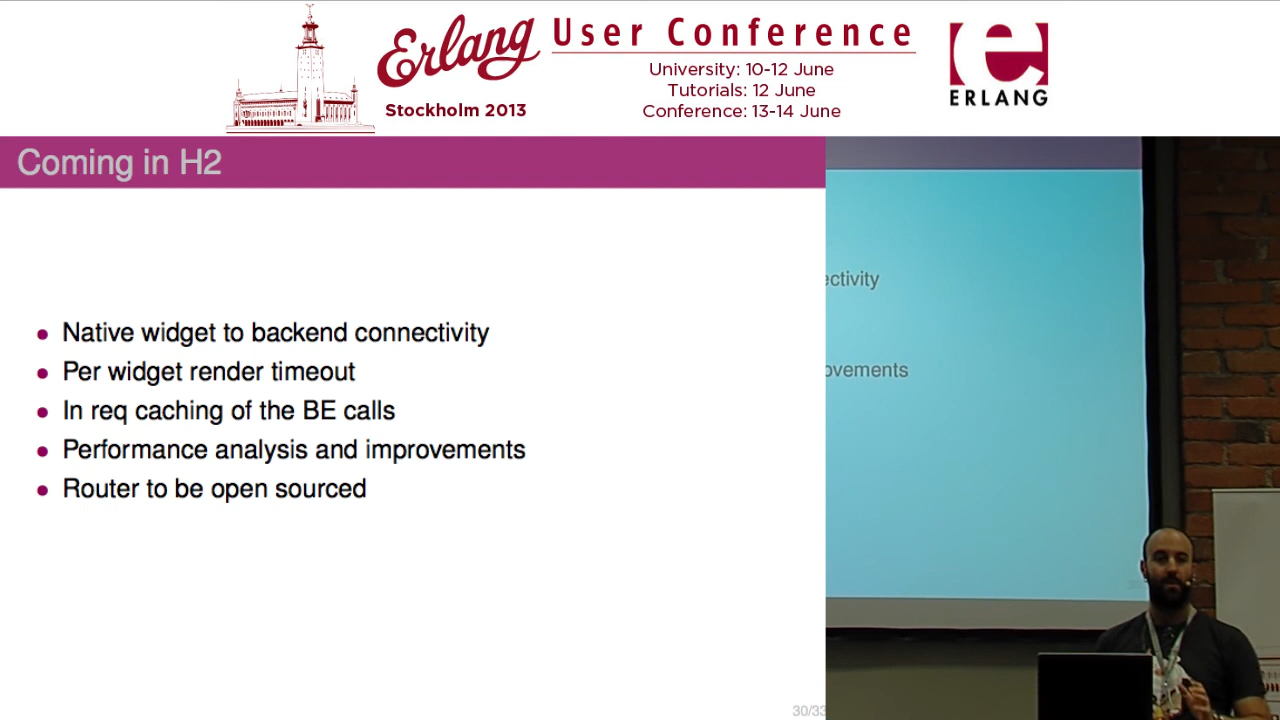 Erlang User Conference
Stockholm 2013
University: 10-12 June
Tutorials: 12 June
Conference: 13-14 June
ERLANG
Coming in H2
Native widget to backend connectivity
Per widget render timeout
In req caching of the BE calls
Performance analysis and improvements
Router to be open sourced
30/33
ectivity
ovements